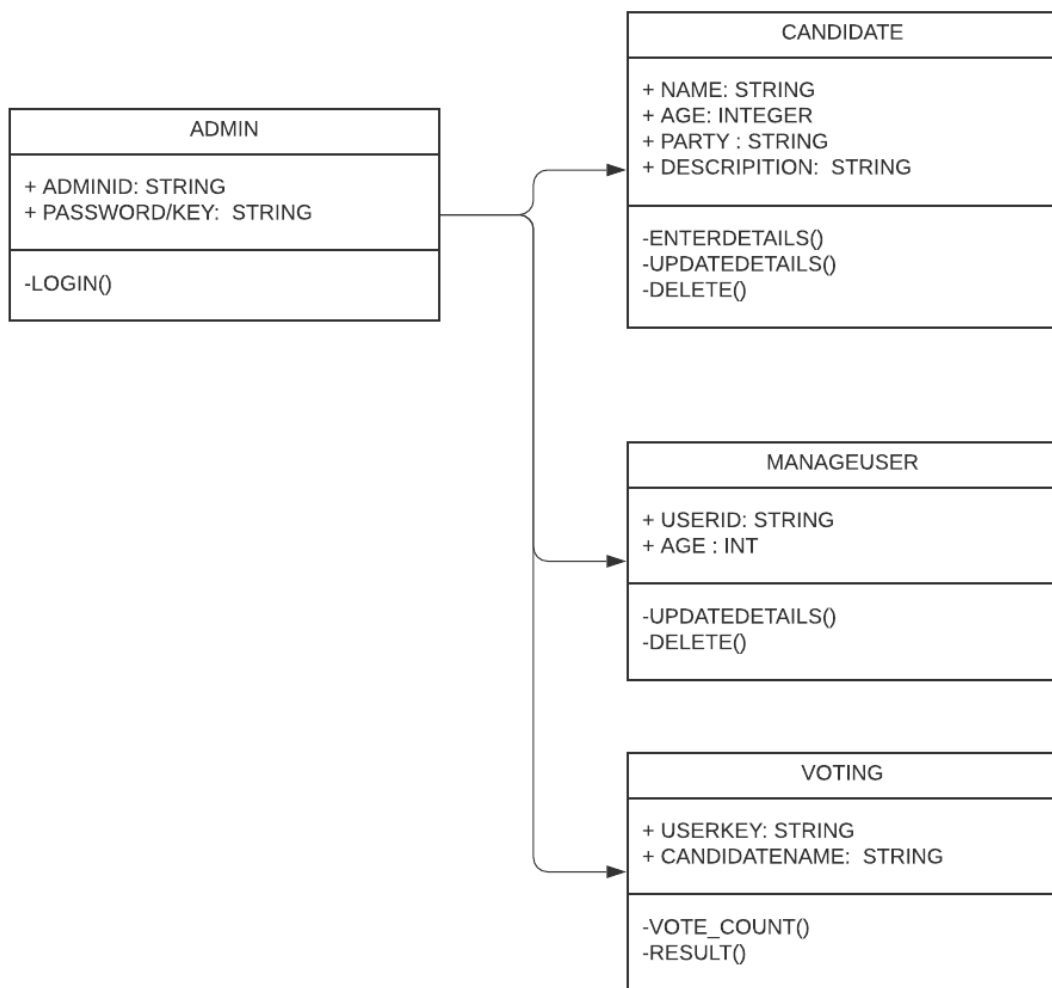 ADMIN
+ ADMINID: STRING
+ PASSWORD/KEY:  STRING
-LOGIN()
CANDIDATE
+ NAME: STRING
+ AGE: INTEGER
+ PARTY : STRING
+ DESCRIPITION:  STRING
-ENTERDETAILS()
-UPDATEDETAILS()
-DELETE()
MANAGEUSER
+ USERID: STRING
+ AGE : INT
-UPDATEDETAILS()
-DELETE()
VOTING
+ USERKEY: STRING
+ CANDIDATENAME:  STRING
-VOTE_COUNT()
-RESULT()